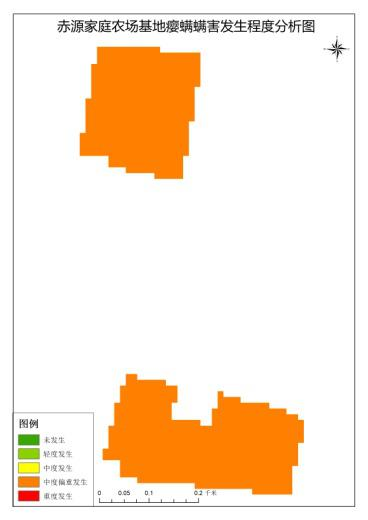 赤源家庭农场基地瘿螨螨害发生程度分析图
图例
未发生
轻度发生
中度发生
中度偏重发生
重度发生
0 0.05 0.1 0.2 千米